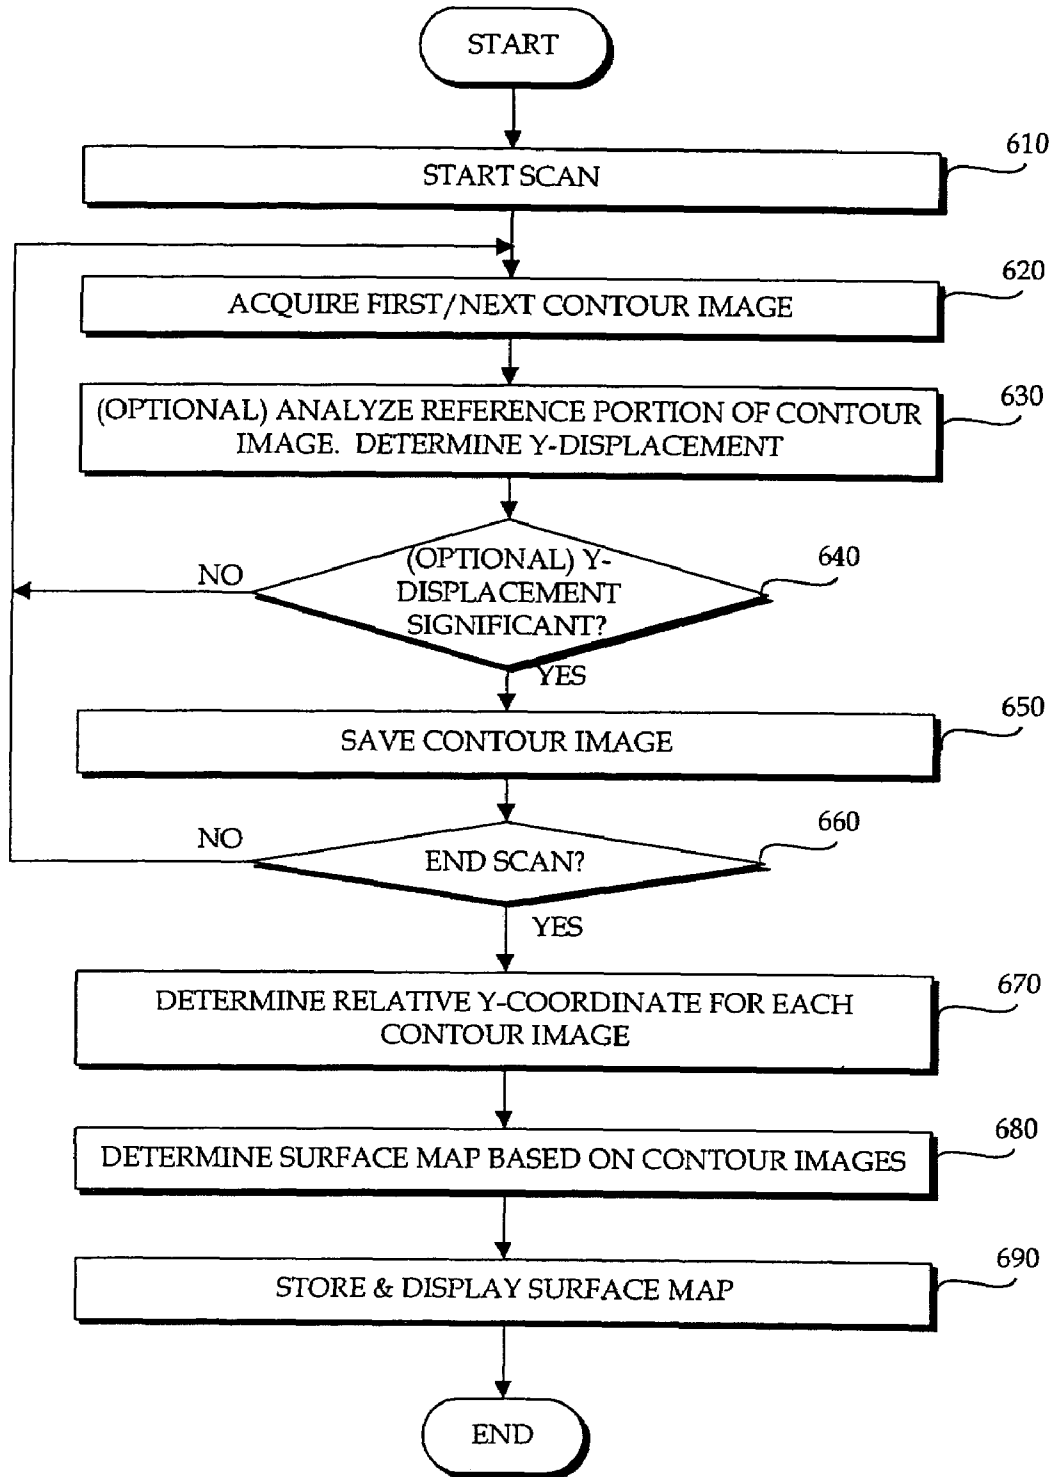 START
610
START SCAN
620
ACQUIRE FIRST/NEXT CONTOUR IMAGE
630
(OPTIONAL) ANALYZE REFERENCE PORTION OF CONTOUR
IMAGE. DETERMINE Y-DISPLACEMENT
640
NO
(OPTIONAL) Y-
DISPLACEMENT
SIGNIFICANT?
YES
650
SAVE CONTOUR IMAGE
660
NO
END SCAN?
YES
670
DETERMINE RELATIVE Y-COORDINATE FOR EACH
CONTOUR IMAGE
680
DETERMINE SURFACE MAP BASED ON CONTOUR IMAGES
690
STORE & DISPLAY SURFACE MAP
END